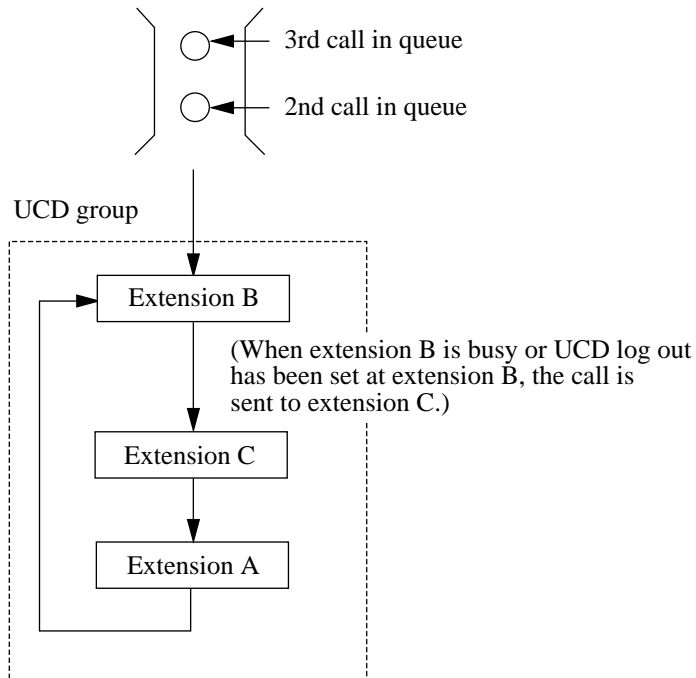 3rd call in queue
2nd call in queue
UCD group
Extension B
(When extension B is busy or UCD log out
has been set at extension B, the call is
sent to extension C.)
Extension C
Extension A